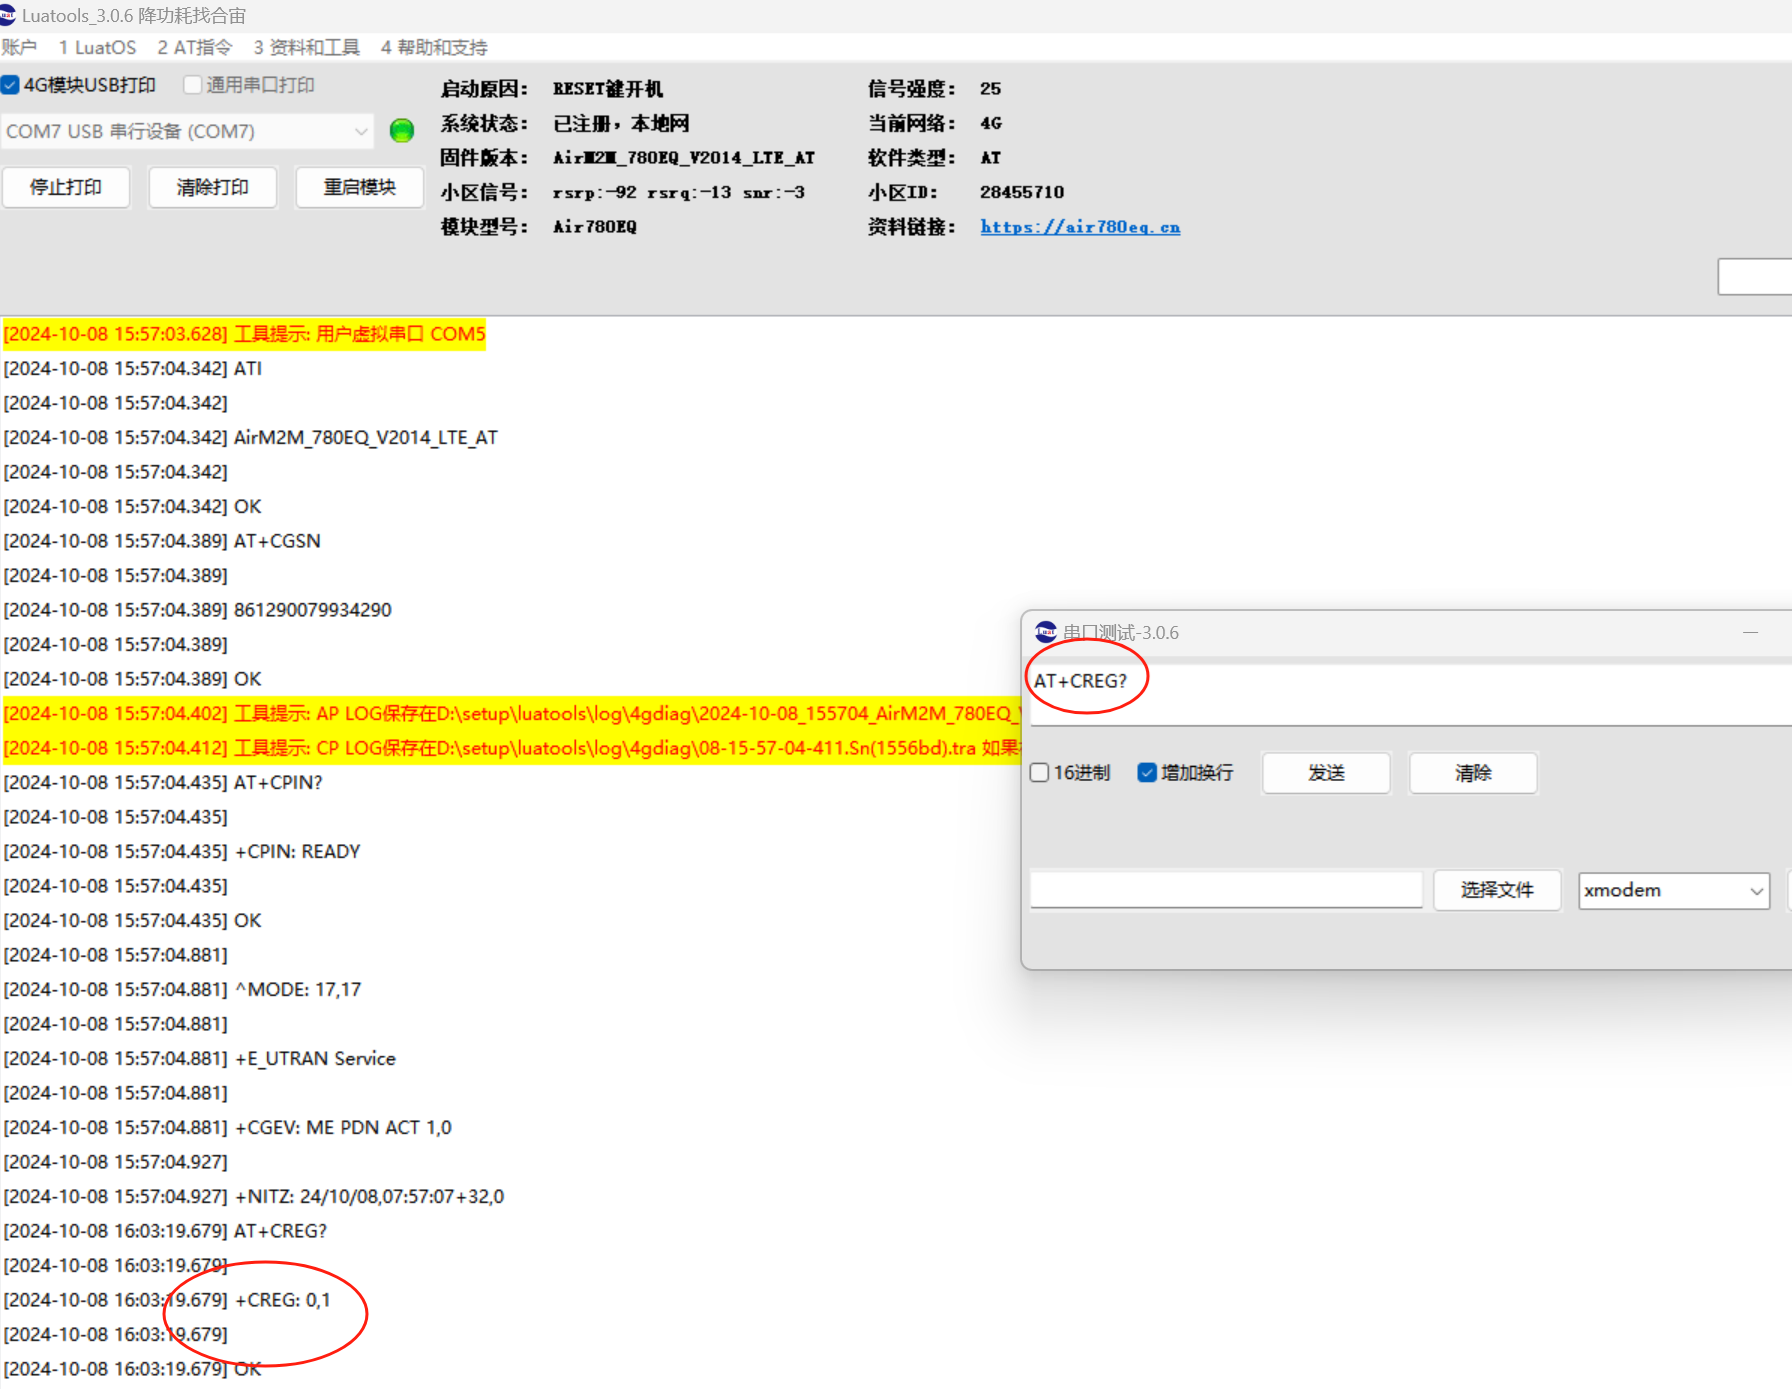 Luatools_3.0.6 降功耗找合宙
账户 1 LuatOS 2 AT指令 3 资料和工具 4 帮助和支持
4G模块USB打印 通用串口打印
COM7 USB 串行设备 (COM7)
停止打印 清除打印 重启模块
启动原因： RESET键开机 信号强度： 25
系统状态： 已注册，本地网 当前网络： 4G
固件版本： AirM2M_780EQ_V2014_LTE_AT 软件类型： AT
小区信号： rsrp:-92 rsrq:-13 snr:-3 小区ID： 28455710
模块型号： Air780EQ 资料链接： https://air780eq.cn
[2024-10-08 15:57:03.628] 工具提示: 用户虚拟串口 COM5
[2024-10-08 15:57:04.342] ATI
[2024-10-08 15:57:04.342]
[2024-10-08 15:57:04.342] AirM2M_780EQ_V2014_LTE_AT
[2024-10-08 15:57:04.342]
[2024-10-08 15:57:04.342] OK
[2024-10-08 15:57:04.389] AT+CGSN
[2024-10-08 15:57:04.389]
[2024-10-08 15:57:04.389] 861290079934290
[2024-10-08 15:57:04.389]
[2024-10-08 15:57:04.389] OK
[2024-10-08 15:57:04.402] 工具提示: AP LOG保存在D:\setup\luatools\log\4gdiag\2024-10-08_155704_AirM2M_780EQ_
[2024-10-08 15:57:04.412] 工具提示: CP LOG保存在D:\setup\luatools\log\4gdiag\08-15-57-04-411.Sn(1556bd).tra 如果
[2024-10-08 15:57:04.435] AT+CPIN?
[2024-10-08 15:57:04.435]
[2024-10-08 15:57:04.435] +CPIN: READY
[2024-10-08 15:57:04.435]
[2024-10-08 15:57:04.435] OK
[2024-10-08 15:57:04.881]
[2024-10-08 15:57:04.881] ^MODE: 17,17
[2024-10-08 15:57:04.881]
[2024-10-08 15:57:04.881] +E_UTRAN Service
[2024-10-08 15:57:04.881]
[2024-10-08 15:57:04.881] +CGEV: ME PDN ACT 1,0
[2024-10-08 15:57:04.927]
[2024-10-08 15:57:04.927] +NITZ: 24/10/08,07:57:07+32,0
[2024-10-08 16:03:19.679] AT+CREG?
[2024-10-08 16:03:19.679]
[2024-10-08 16:03:19.679] +CREG: 0,1
[2024-10-08 16:03:19.679]
[2024-10-08 16:03:19.679] OK
Luat 串口测试-3.0.6
AT+CREG?
16进制 增加换行 发送 清除
选择文件 xmodem